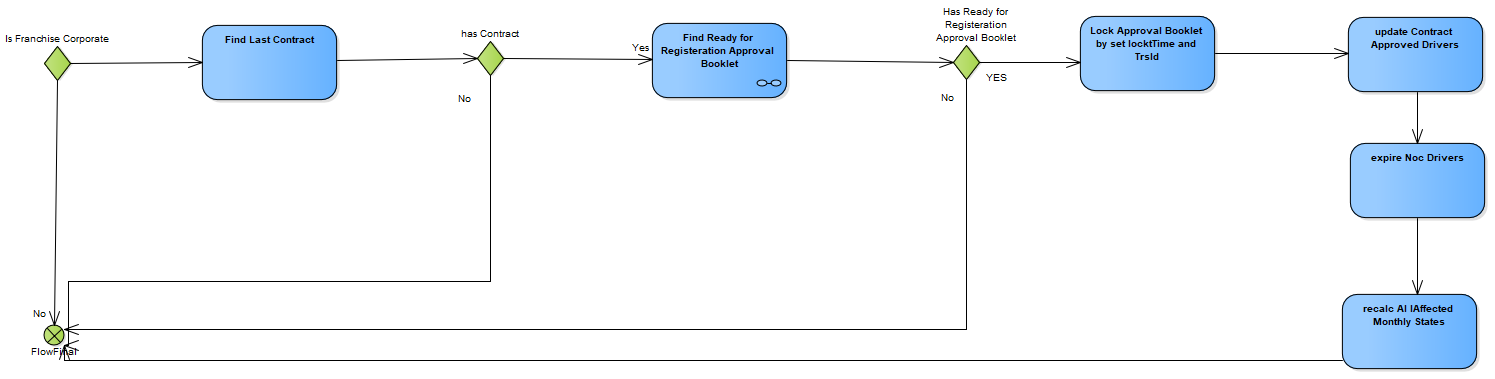 Is Franchise Corporate
Find Last Contract
has Contract
No
Yes
Find Ready for
Registeration Approval
Booklet
Has Ready for
Registeration
Approval Booklet
YES
No
Lock Approval Booklet
by set locktTime and
TrsId
update Contract
Approved Drivers
expire Noc Drivers
recalc Al lAffected
Monthly States
No
FlowFinal